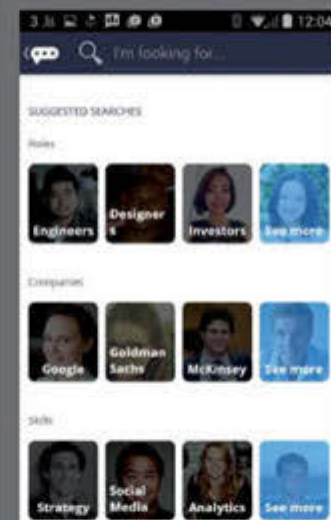 3
12:04
I'm looking for...
SUGGESTED SEARCHES
Roles
Engineers
Designer
s
Investors
See more
Companies
Google
Goldman
Sachs
McKinsey
See more
Skills
Strategy
Social
Media
Analytics
See more